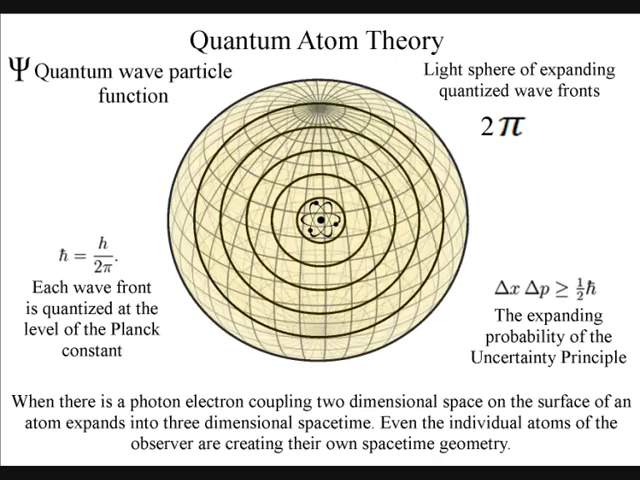 Quantum Atom Theory
Ψ Quantum wave particle
function
Light sphere of expanding
quantized wave fronts
2π
ħ = h/2π.
Each wave front
is quantized at the
level of the Planck
constant
Δx Δp ≥ ½ħ
The expanding
probability of the
Uncertainty Principle
When there is a photon electron coupling two dimensional space on the surface of an
atom expands into three dimensional spacetime. Even the individual atoms of the
observer are creating their own spacetime geometry.